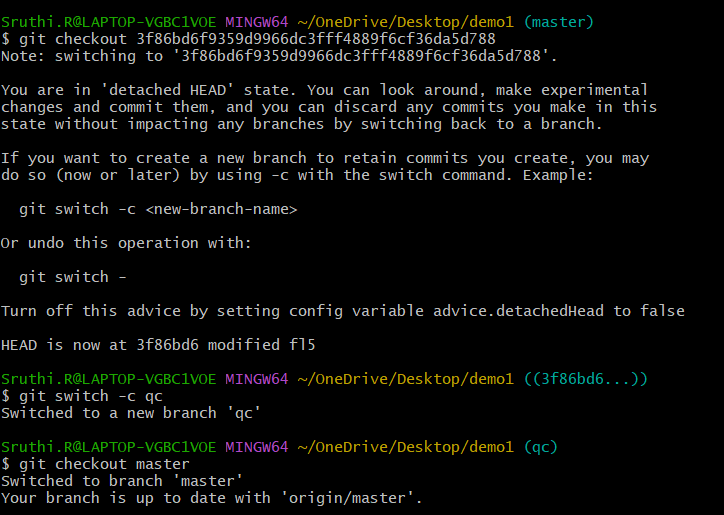 Sruthi.R@LAPTOP-VGBC1VOE MINGW64 ~/OneDrive/Desktop/demo1 (master)
$ git checkout 3f86bd6f9359d9966dc3fff4889f6cf36da5d788
Note: switching to '3f86bd6f9359d9966dc3fff4889f6cf36da5d788'.
You are in 'detached HEAD' state. You can look around, make experimental
changes and commit them, and you can discard any commits you make in this
state without impacting any branches by switching back to a branch.
If you want to create a new branch to retain commits you create, you may
do so (now or later) by using -c with the switch command. Example:
git switch -c <new-branch-name>
Or undo this operation with:
git switch -
Turn off this advice by setting config variable advice.detachedHead to false
HEAD is now at 3f86bd6 modified fl5
Sruthi.R@LAPTOP-VGBC1VOE MINGW64 ~/OneDrive/Desktop/demo1 ((3f86bd6...))
$ git switch -c qc
Switched to a new branch 'qc'
Sruthi.R@LAPTOP-VGBC1VOE MINGW64 ~/OneDrive/Desktop/demo1 (qc)
$ git checkout master
Switched to branch 'master'
Your branch is up to date with 'origin/master'.